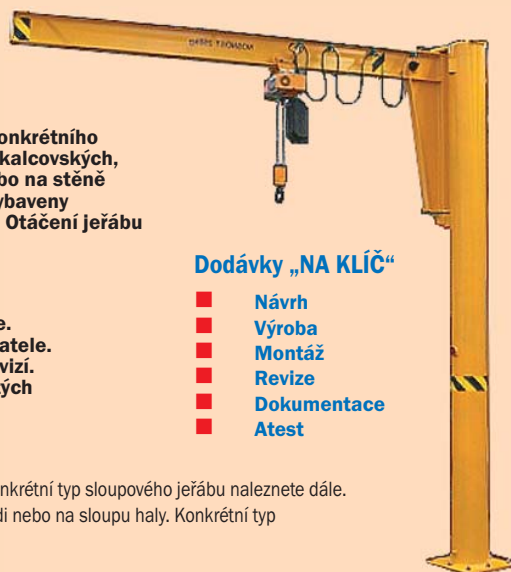 onkrétního
kalcovských,
bo na stěně
ybaveny
Otáčení jeřábu
Dodávky „NA KLÍČ“
Návrh
Výroba
Montáž
Revize
Dokumentace
Atest
e.
atele.
vizí.
ých
nkrétní typ sloupového jeřábu naleznete dále.
di nebo na sloupu haly. Konkrétní typ